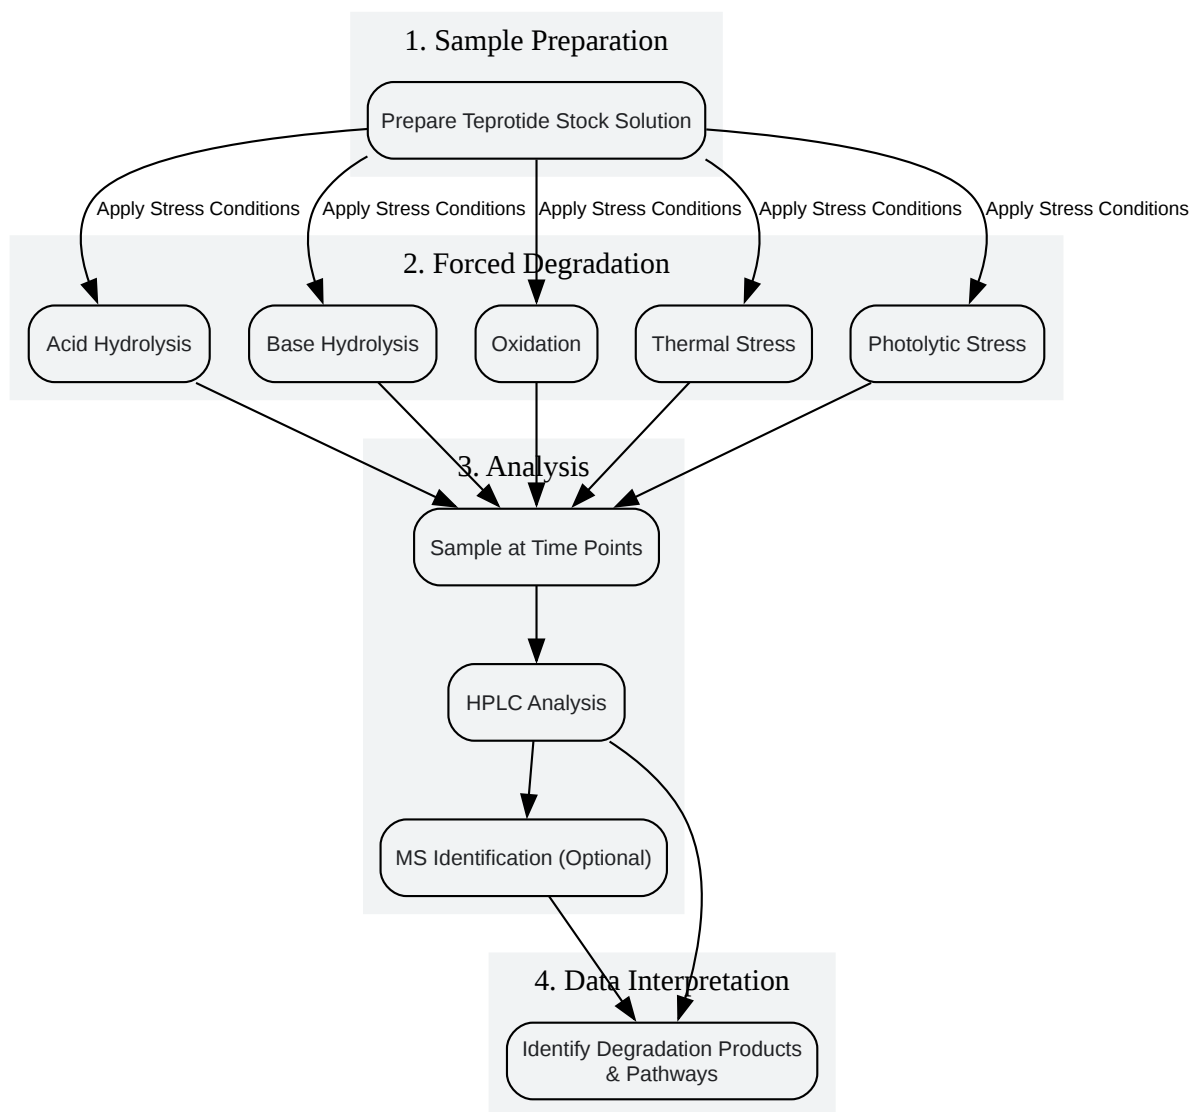 1. Sample Preparation
Prepare Teprotide Stock Solution
Apply Stress Conditions
Apply Stress Conditions
Apply Stress Conditions
Apply Stress Conditions
Apply Stress Conditions
2. Forced Degradation
Acid Hydrolysis
Base Hydrolysis
Oxidation
Thermal Stress
Photolytic Stress
3. Analysis
Sample at Time Points
HPLC Analysis
MS Identification (Optional)
4. Data Interpretation
Identify Degradation Products
& Pathways